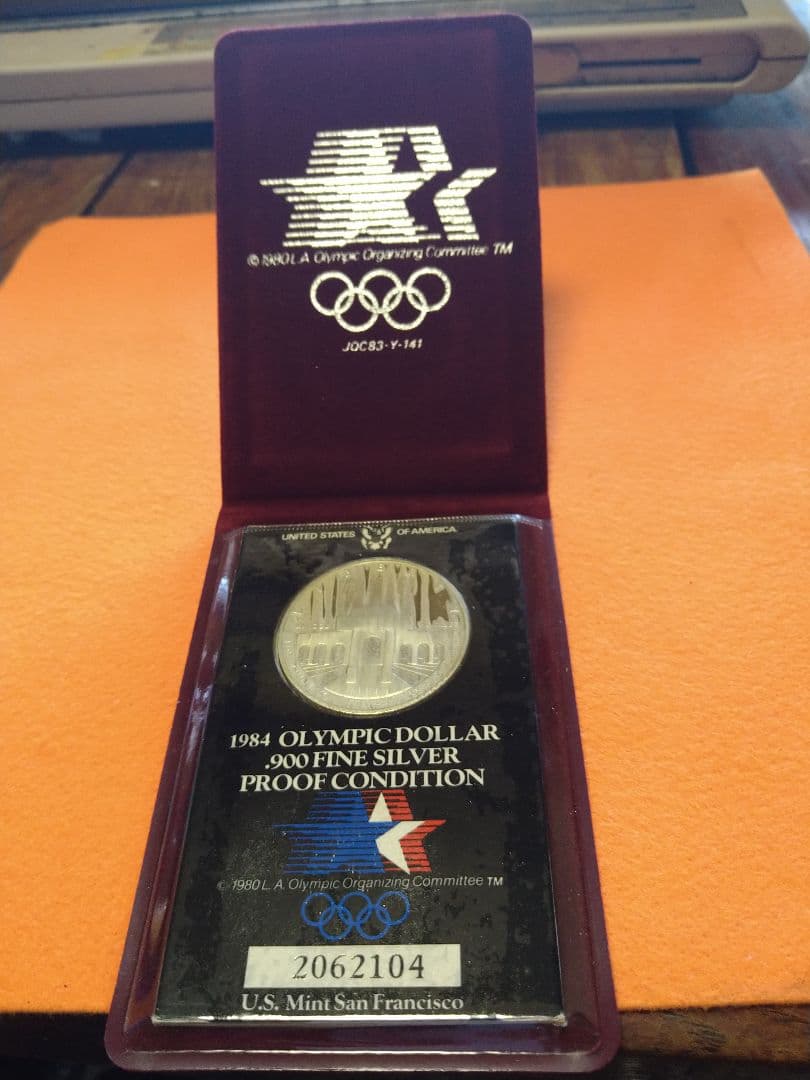 © 1980 L.A. Olympic Organizing Committee TM
JQC83-Y-141
UNITED STATES OF AMERICA
1984 OLYMPIC DOLLAR
.900 FINE SILVER
PROOF CONDITION
© 1980 L. A. Olympic Organizing Committee TM
2062104
U.S. Mint San Francisco